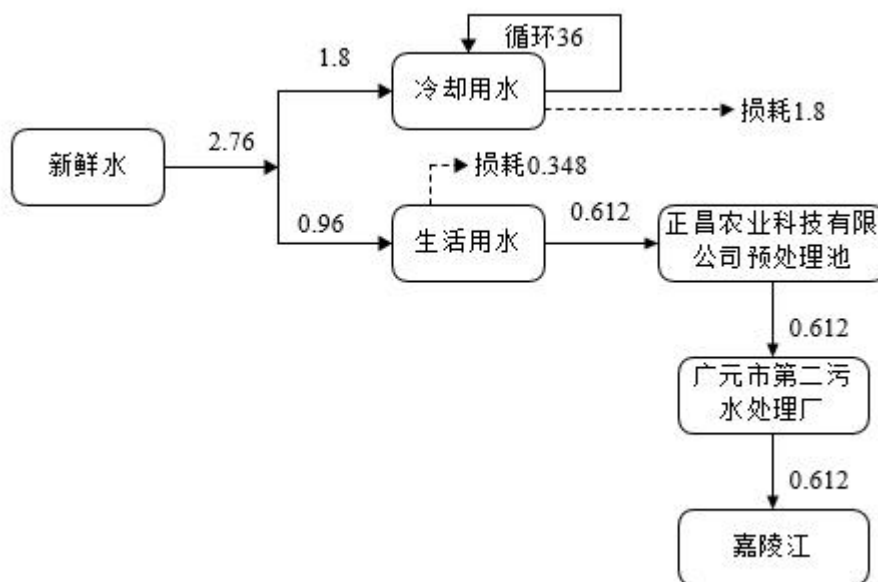 循环36
1.8
冷却用水
损耗1.8
2.76
新鲜水
损耗0.348
0.96
生活用水
0.612
正昌农业科技有限
公司预处理池
0.612
广元市第二污
水处理厂
0.612
嘉陵江